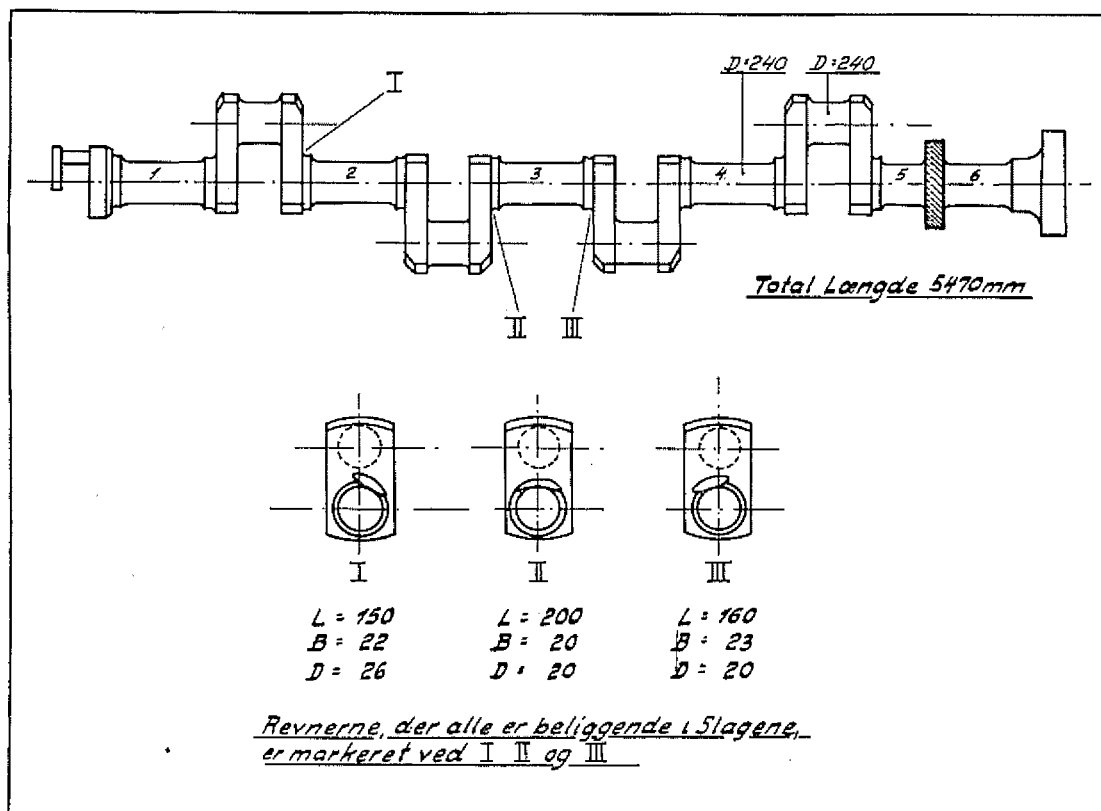 D=240 D=240
I
1 2 3 4 5 6
Total Længde 5470mm
II III
I II III
L = 150 L = 200 L = 160
B = 22 B = 20 B = 23
D = 26 D = 20 D = 20
Revnerne, der alle er beliggende i Slagene,
er markeret ved I II og III